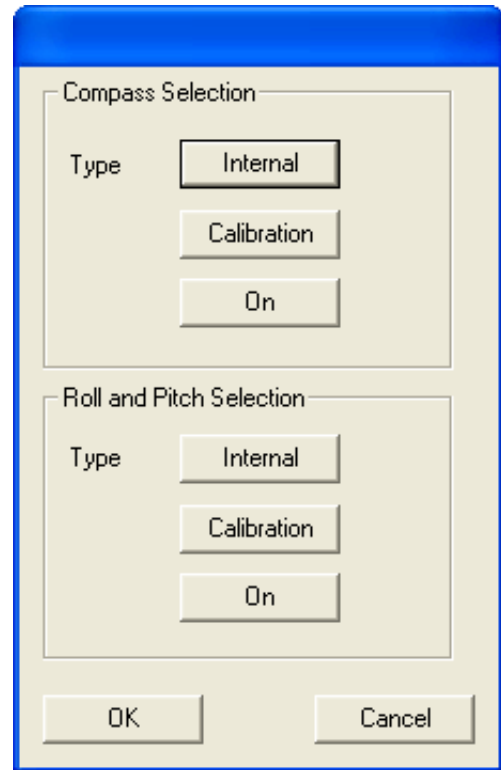 Compass Selection
Type Internal
Calibration
On
Roll and Pitch Selection
Type Internal
Calibration
On
OK Cancel